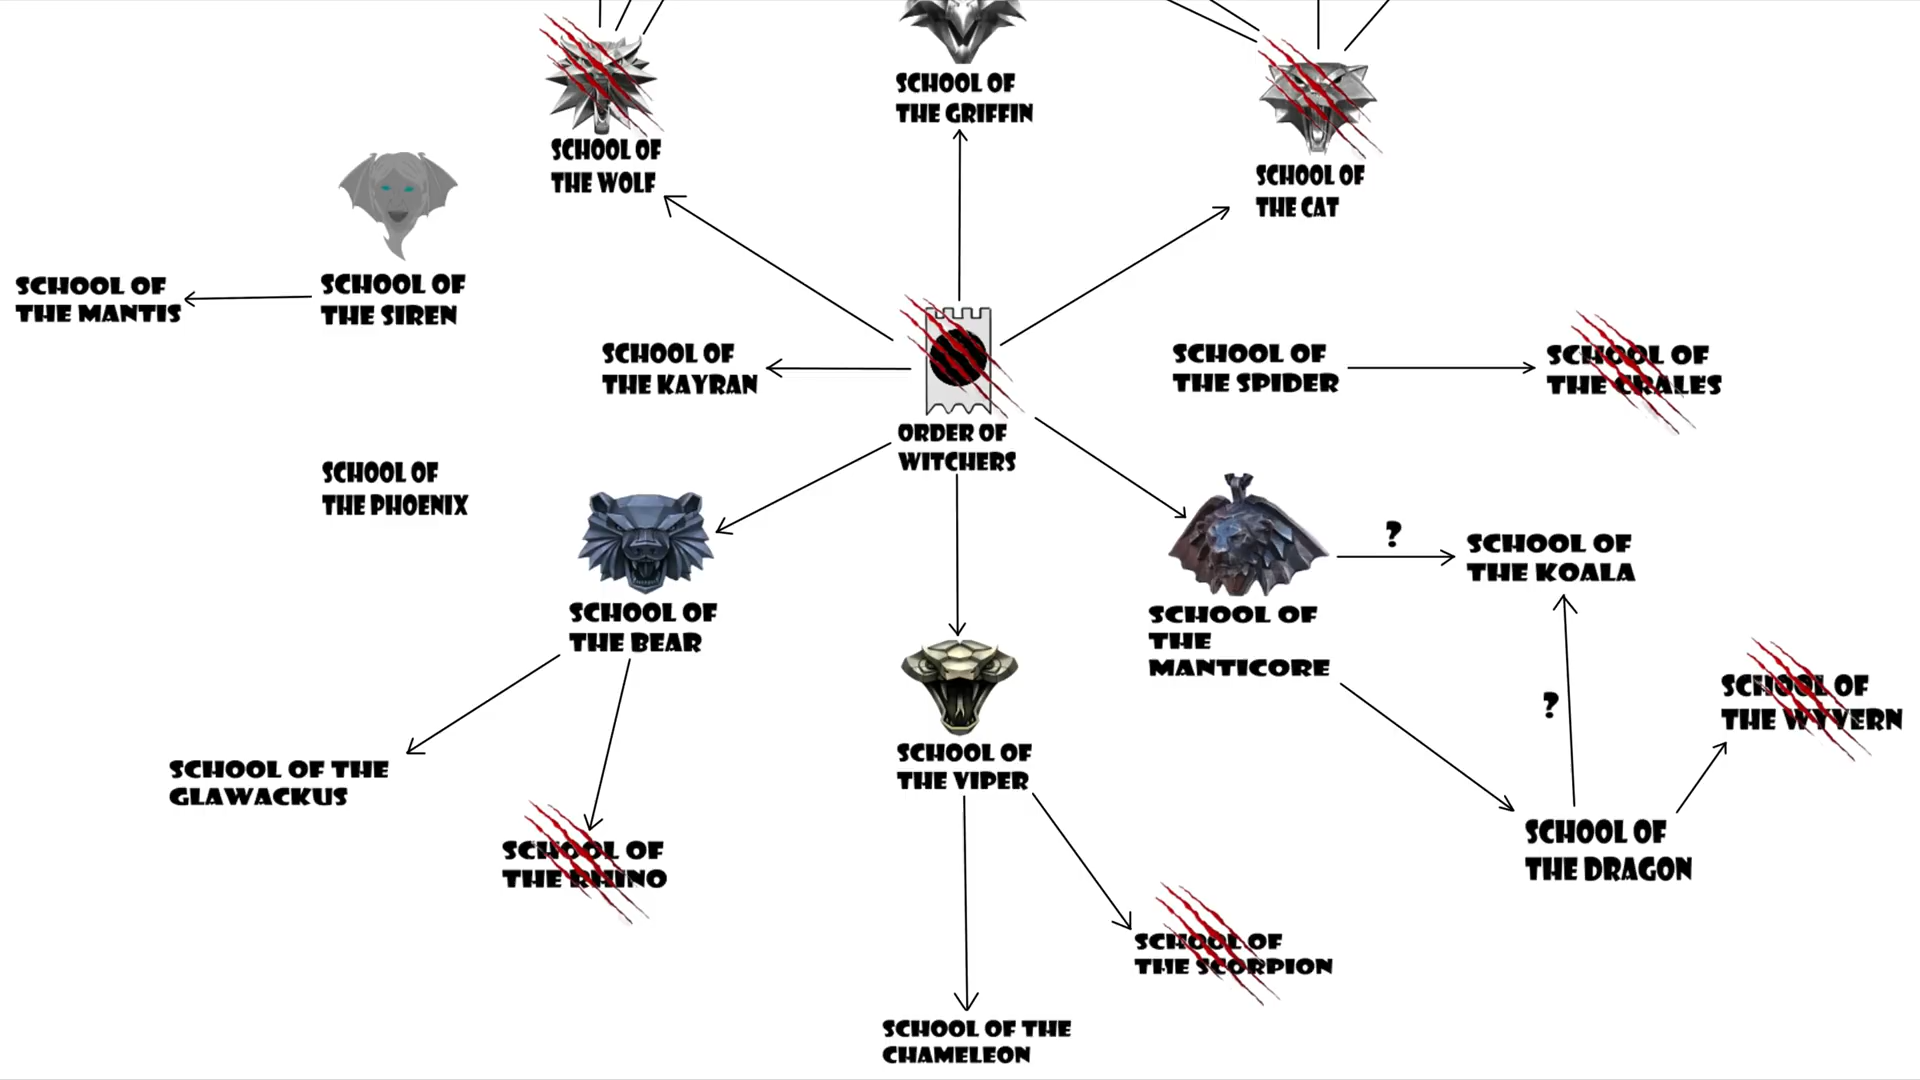 SCHOOL OF
THE GRIFFIN
SCHOOL OF
THE WOLF
SCHOOL OF
THE CAT
SCHOOL OF
THE MANTIS
SCHOOL OF
THE SIREN
SCHOOL OF
THE KAYRAN
SCHOOL OF
THE SPIDER
SCHOOL OF
THE CRALES
ORDER OF
WITCHERS
SCHOOL OF
THE PHOENIX
?
SCHOOL OF
THE KOALA
SCHOOL OF
THE BEAR
SCHOOL OF
THE
MANTICORE
SCHOOL OF
THE WYVERN
?
SCHOOL OF
THE VIPER
SCHOOL OF THE
GLAWACKUS
SCHOOL OF
THE RHINO
SCHOOL OF
THE DRAGON
SCHOOL OF
THE SCORPION
SCHOOL OF THE
CHAMELEON